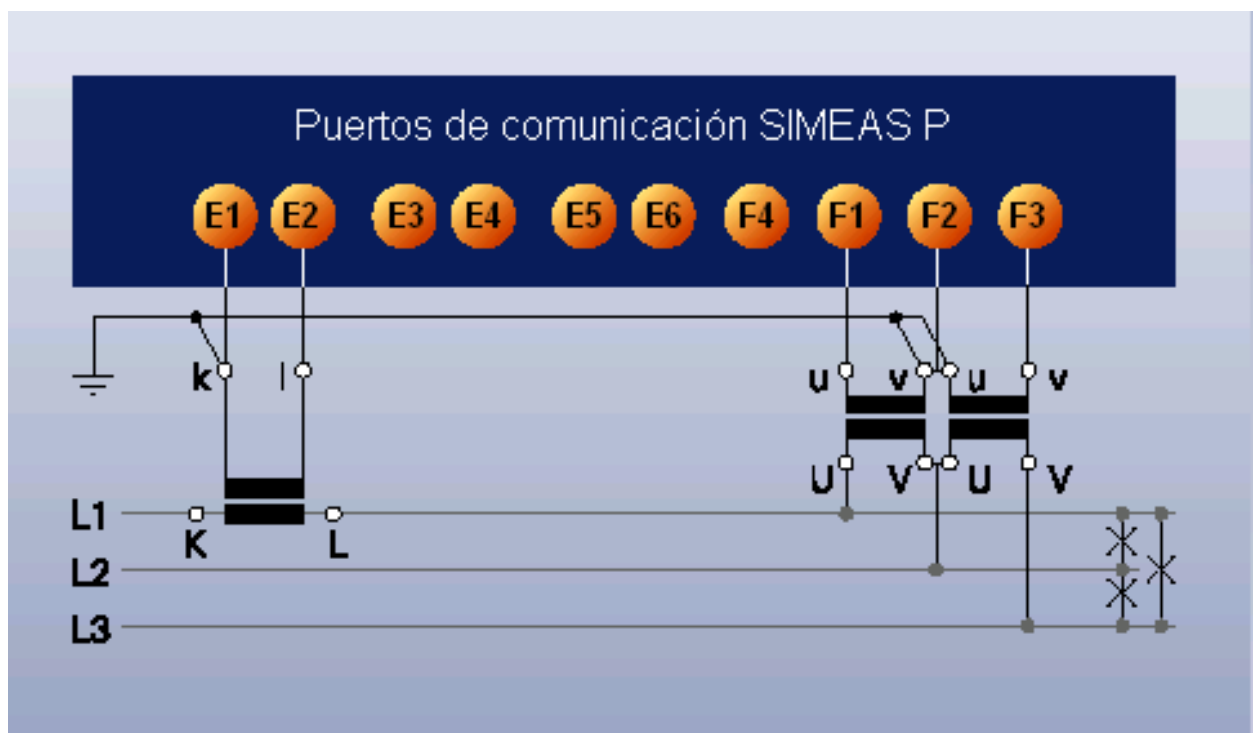 Puertos de comunicación SIMEAS P
E1 E2 E3 E4 E5 E6 F4 F1 F2 F3
k l u v u v
U V U V
L1
K L
L2
L3